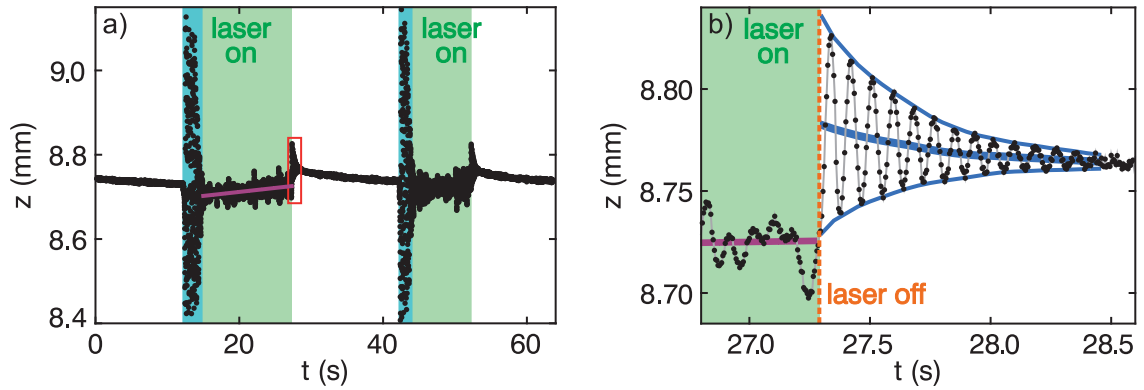 a)
laser
on
z (mm)
9.0
8.8
8.6
8.4
0
20
40
60
t (s)
b)
laser
on
z (mm)
8.80
8.75
8.70
laser off
27.0
27.5
28.0
28.5
t (s)
laser
on